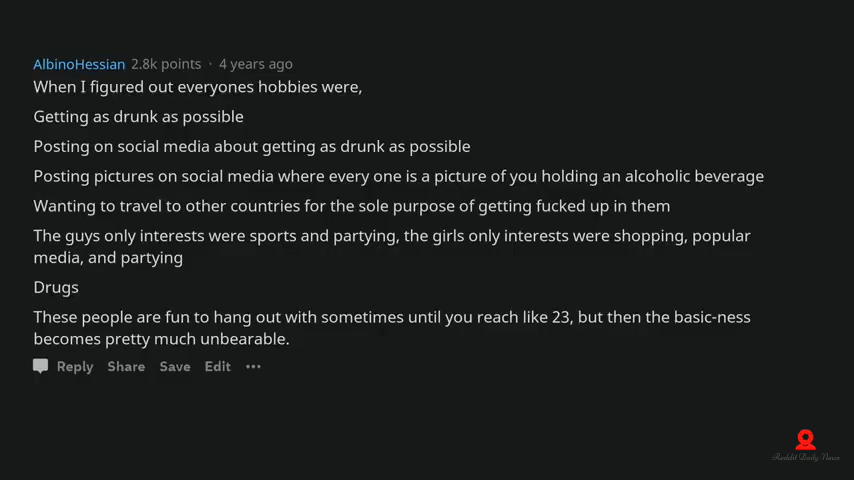 AlbinoHessian 2.8k points · 4 years ago
When I figured out everyones hobbies were,
Getting as drunk as possible
Posting on social media about getting as drunk as possible
Posting pictures on social media where every one is a picture of you holding an alcoholic beverage
Wanting to travel to other countries for the sole purpose of getting fucked up in them
The guys only interests were sports and partying, the girls only interests were shopping, popular
media, and partying
Drugs
These people are fun to hang out with sometimes until you reach like 23, but then the basic-ness
becomes pretty much unbearable.
Reply Share Save Edit ···
Reddit Daily News